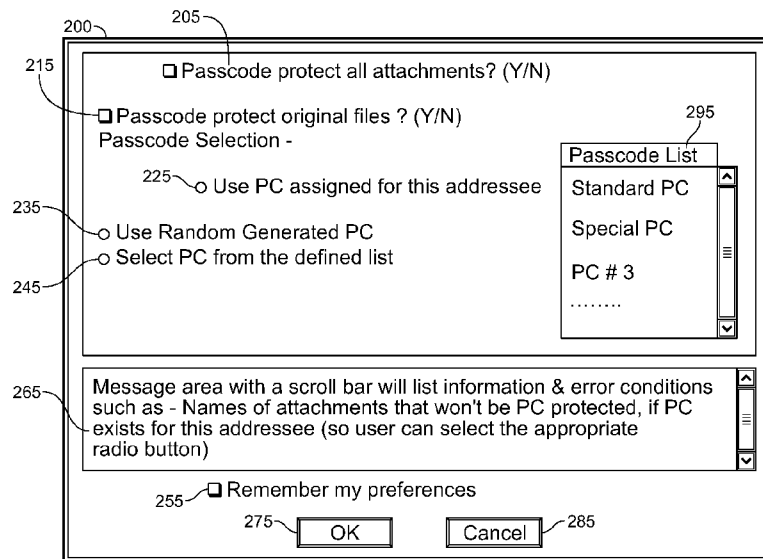 200
205
Passcode protect all attachments? (Y/N)
215
Passcode protect original files ? (Y/N)
Passcode Selection -
295
Passcode List
225
Use PC assigned for this addressee
Standard PC
235
Use Random Generated PC
Special PC
245
Select PC from the defined list
PC # 3
........
265
Message area with a scroll bar will list information & error conditions
such as - Names of attachments that won't be PC protected, if PC
exists for this addressee (so user can select the appropriate
radio button)
255
Remember my preferences
275
OK
Cancel
285